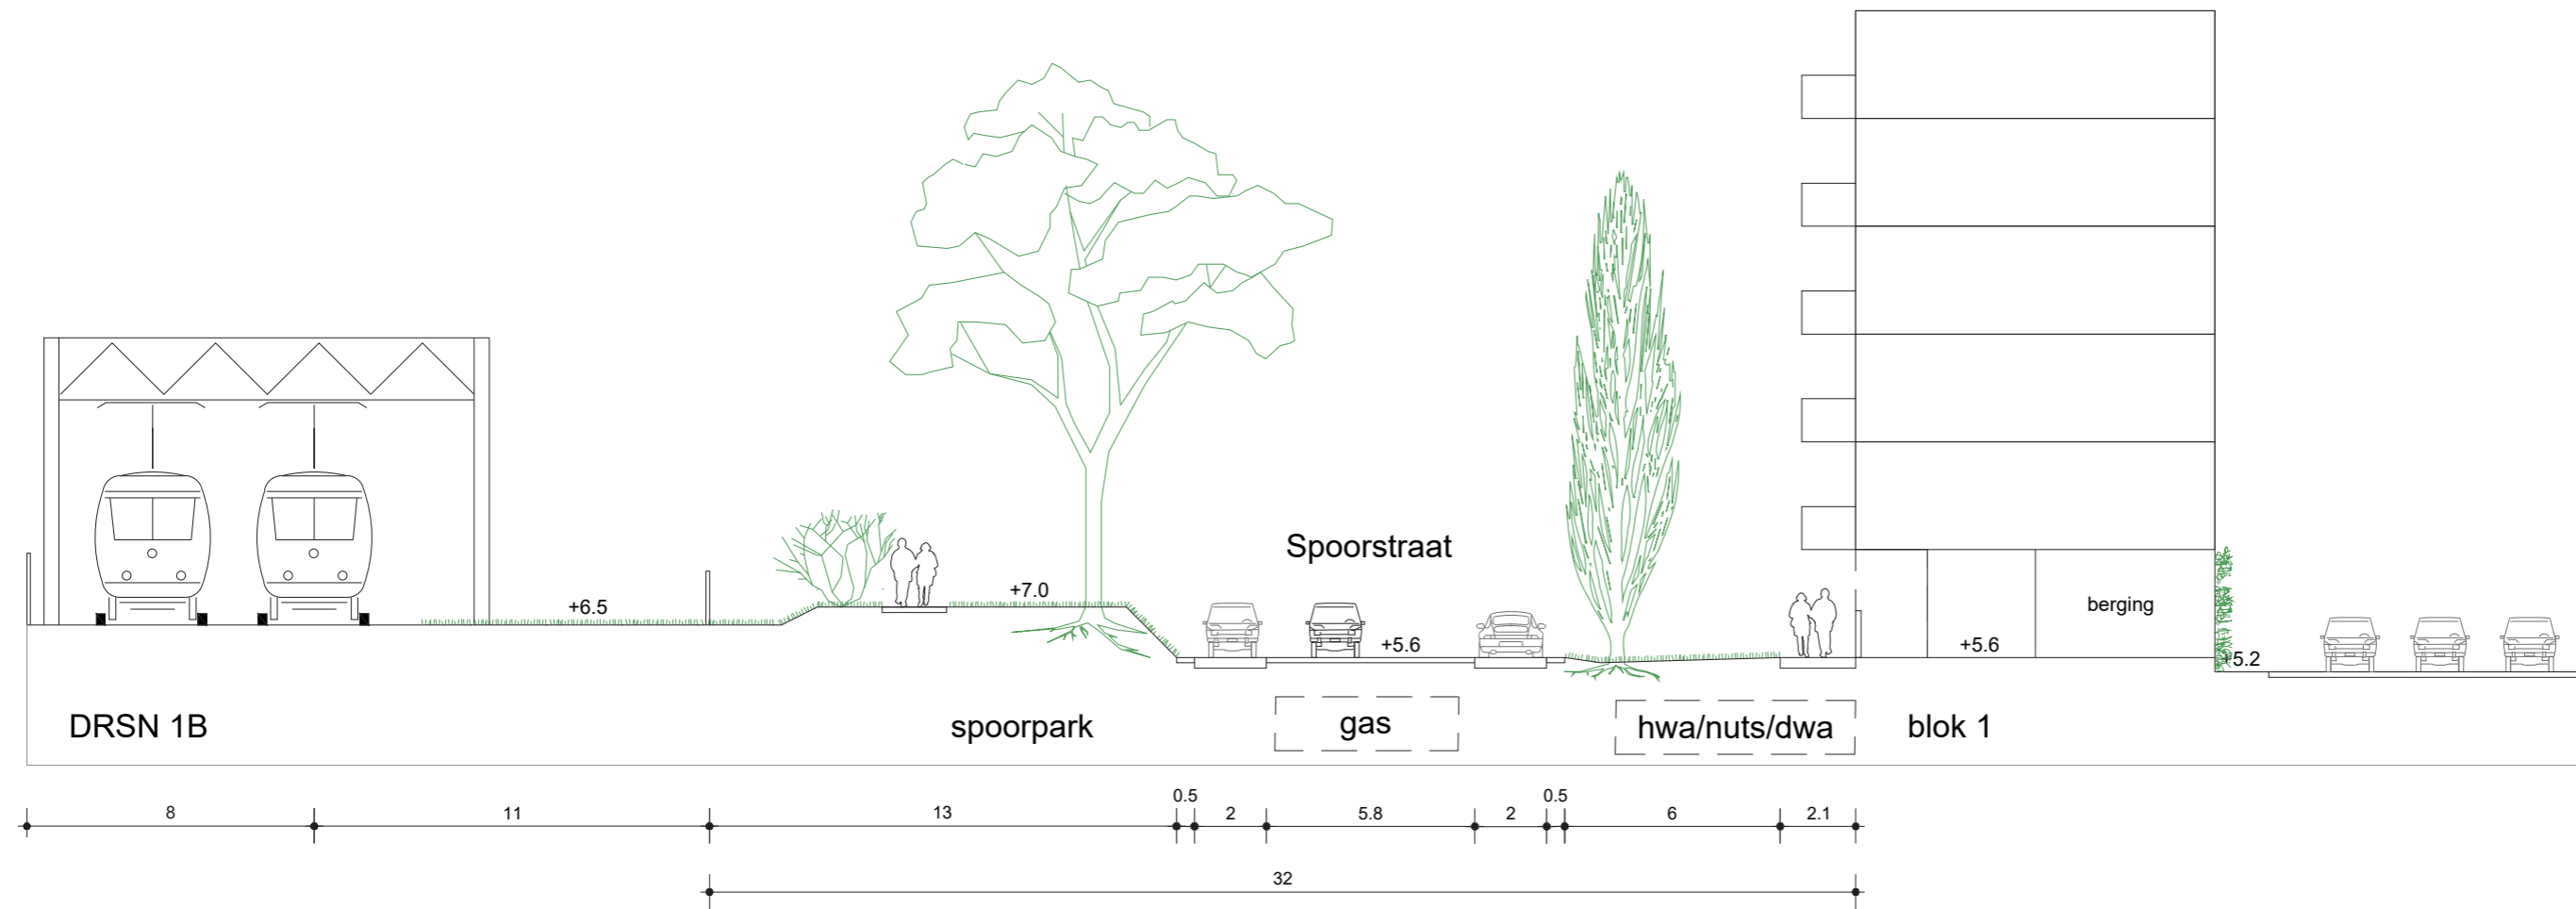 Spoorstraat
+6.5
+7.0
+5.6
berging
+5.6
+5.2
DRSN 1B
spoorpark
gas
hwa/nuts/dwa
blok 1
8
11
13
0.5
2
5.8
2
0.5
6
2.1
32